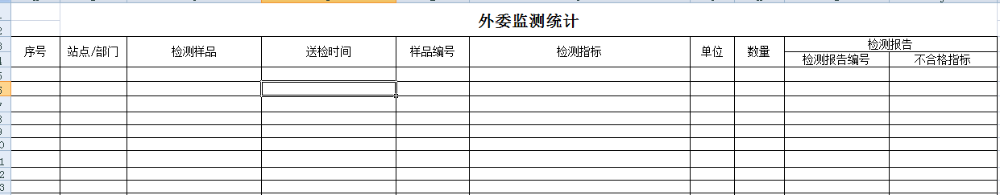 外委监测统计
序号 站点/部门 检测样品 送检时间 样品编号 检测指标 单位 数量 检测报告
检测报告编号 不合格指标